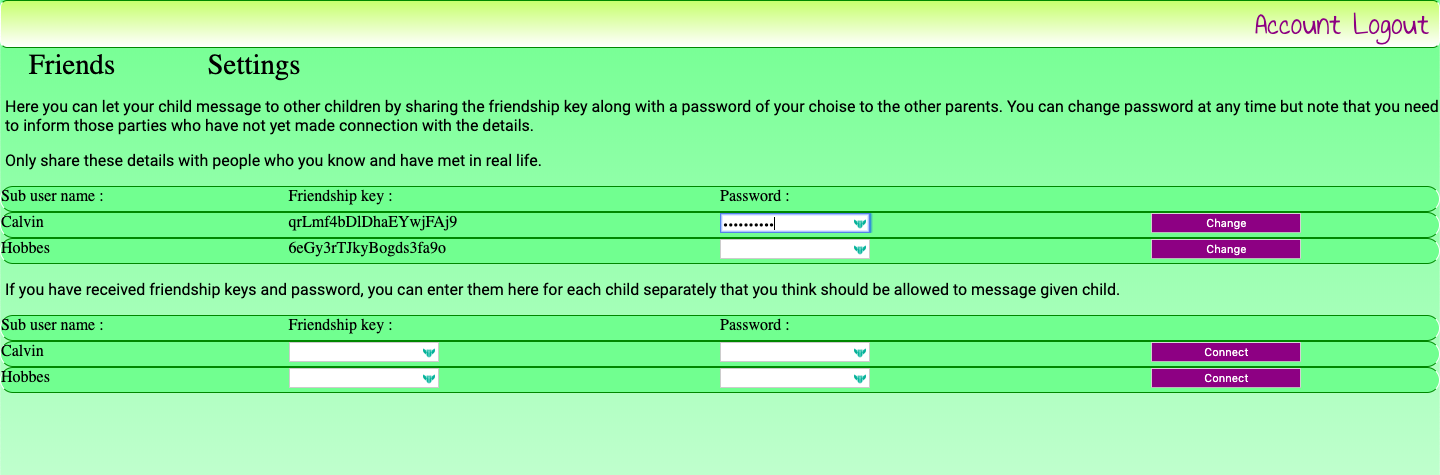 Account Logout
Friends Settings
Here you can let your child message to other children by sharing the friendship key along with a password of your choise to the other parents. You can change password at any time but note that you need
to inform those parties who have not yet made connection with the details.
Only share these details with people who you know and have met in real life.
Sub user name : Friendship key : Password :
Calvin qrLmf4bDlDhaEYwjFAj9 •••••••••• Change
Hobbes 6eGy3rTJkyBogds3fa9o Change
If you have received friendship keys and password, you can enter them here for each child separately that you think should be allowed to message given child.
Sub user name : Friendship key : Password :
Calvin Connect
Hobbes Connect